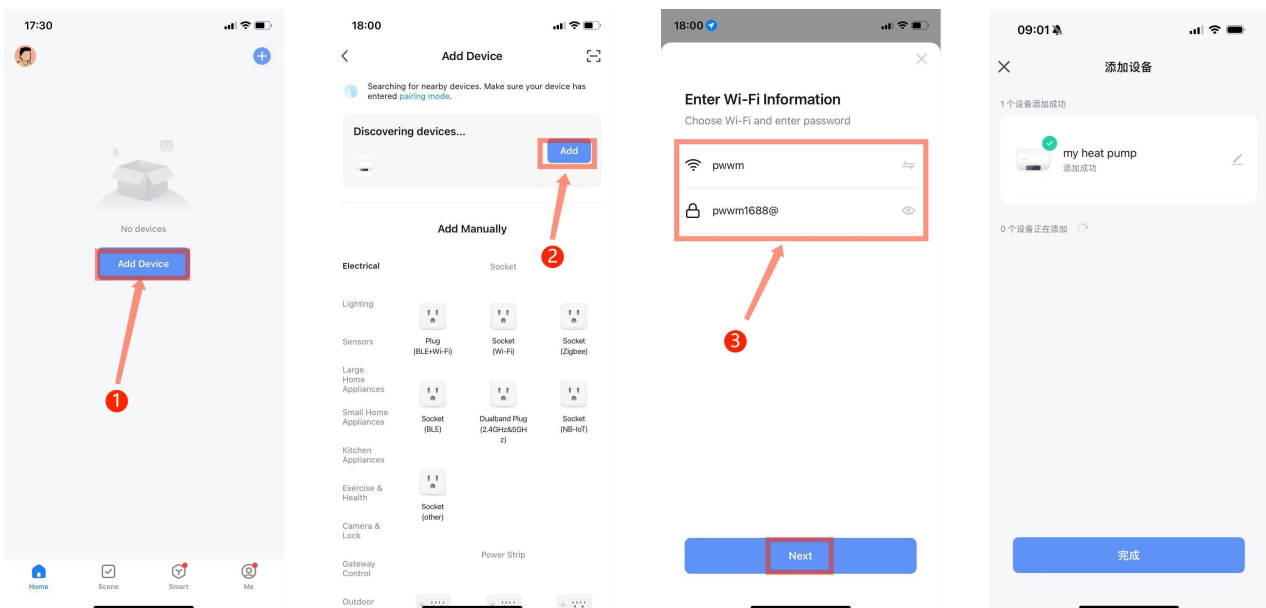 17:30
No devices
Add Device
1
Home
Scene
Smart
Me
18:00
Add Device
Searching for nearby devices. Make sure your device has
entered pairing mode.
Discovering devices...
Add
2
Add Manually
Electrical
Socket
Lighting
Plug
(BLE+Wi-Fi)
Socket
(Wi-Fi)
Socket
(Zigbee)
Sensors
Large
Home
Appliances
Small Home
Appliances
Socket
(BLE)
Dualband Plug
(2.4GHz&5GH
z)
Socket
(NB-IoT)
Kitchen
Appliances
Exercise &
Health
Socket
(other)
Camera &
Lock
Power Strip
Gateway
Control
Outdoor
18:00
Enter Wi-Fi Information
Choose Wi-Fi and enter password
pwwm
pwwm1688@
3
Next
09:01
添加设备
1 个设备添加成功
my heat pump
添加成功
0 个设备正在添加
完成